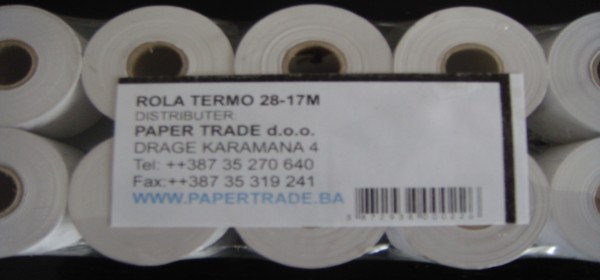 ROLA TERMO 28-17M
DISTRIBUTER:
PAPER TRADE d.o.o.
DRAGE KARAMANA 4
Tel: ++387 35 270 640
Fax:++387 35 319 241
WWW.PAPERTRADE.BA